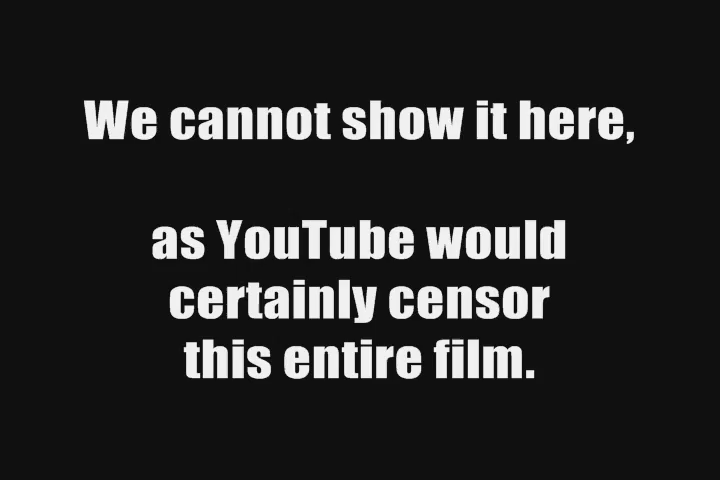 We cannot show it here,
as YouTube would
certainly censor
this entire film.